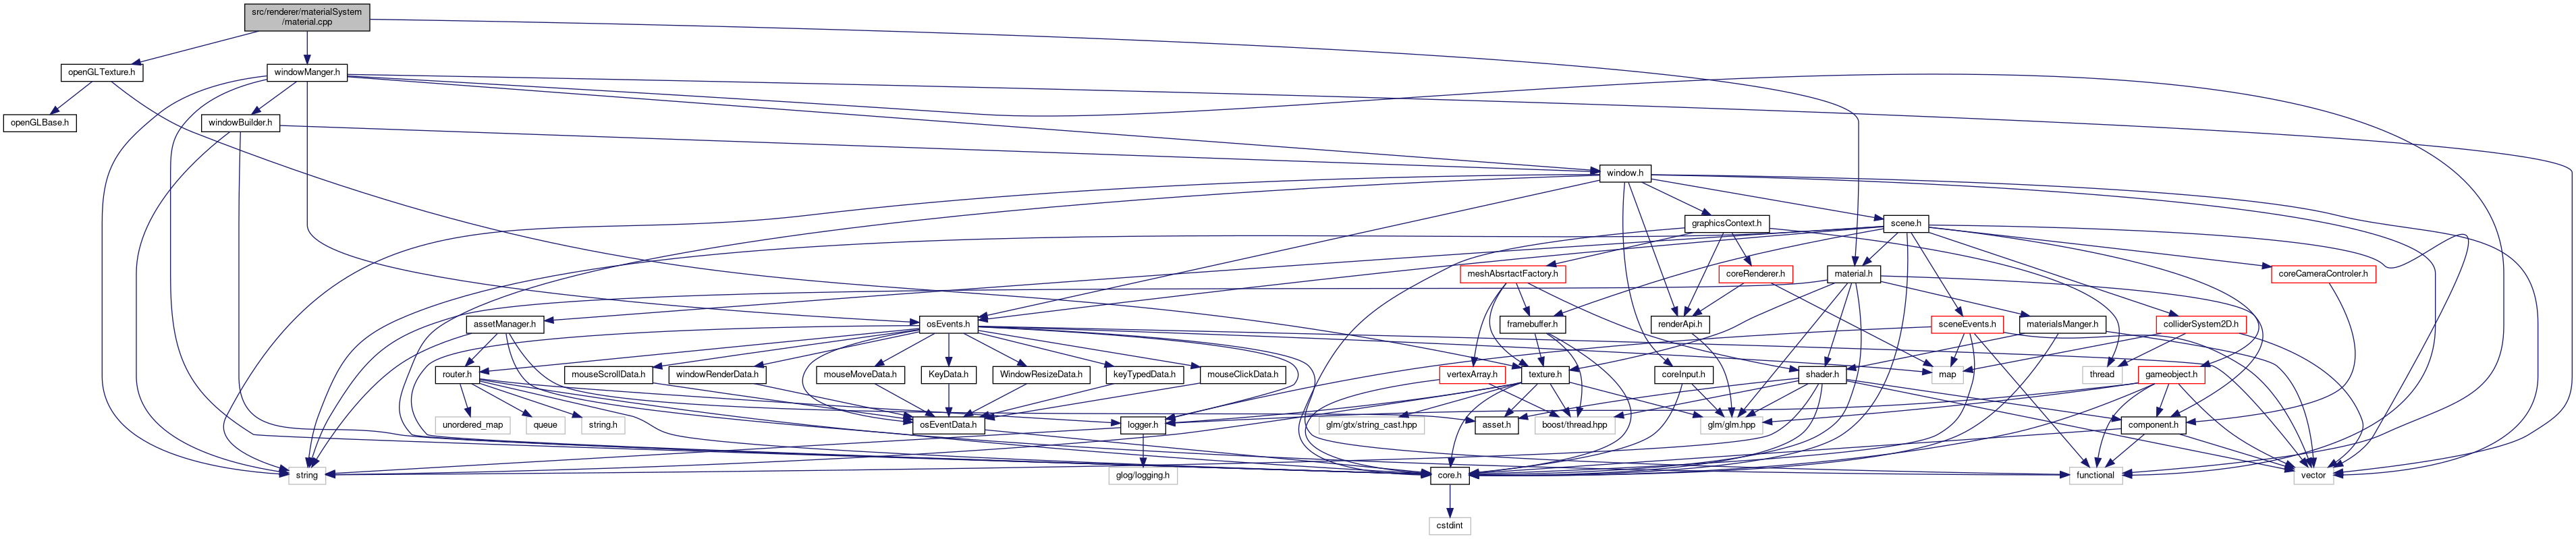 src/renderer/materialSystem
/material.cpp
openGLTexture.h
windowManger.h
openGLBase.h
windowBuilder.h
window.h
graphicsContext.h
scene.h
meshAbsrtactFactory.h
coreRenderer.h
material.h
coreCameraControler.h
assetManager.h
osEvents.h
framebuffer.h
renderApi.h
sceneEvents.h
materialsManger.h
colliderSystem2D.h
router.h
mouseScrollData.h
windowRenderData.h
mouseMoveData.h
KeyData.h
WindowResizeData.h
keyTypedData.h
mouseClickData.h
vertexArray.h
texture.h
coreInput.h
shader.h
map
thread
gameobject.h
unordered_map
queue
string.h
osEventData.h
logger.h
glm/gtx/string_cast.hpp
asset.h
boost/thread.hpp
glm/glm.hpp
component.h
string
glog/logging.h
core.h
functional
vector
cstdint